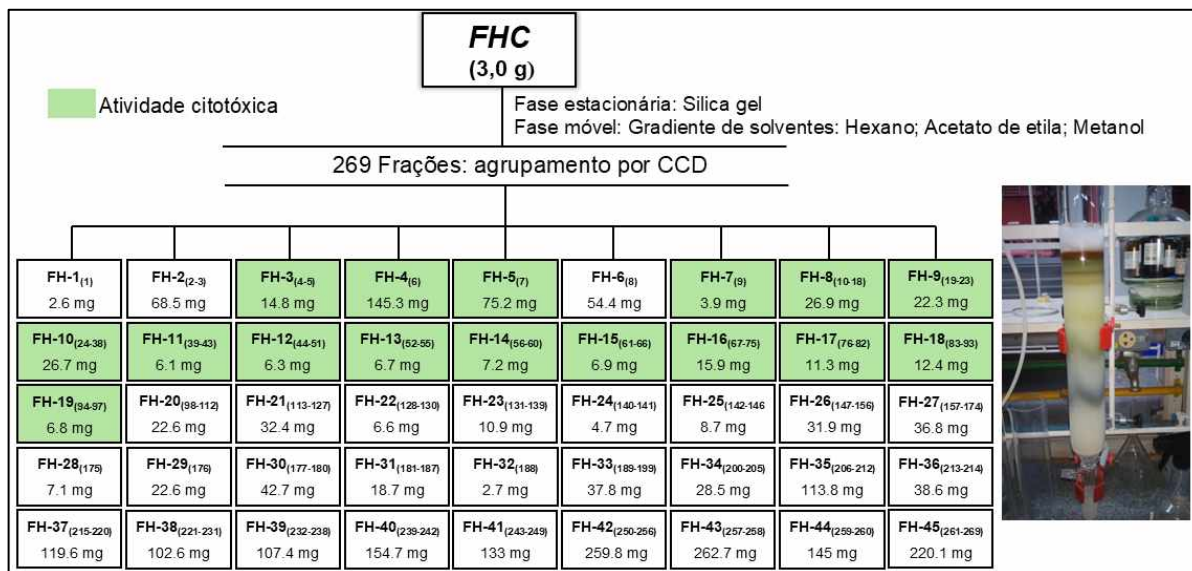 FHC
(3,0 g)
Atividade citotóxica
Fase estacionária: Silica gel
Fase móvel: Gradiente de solventes: Hexano; Acetato de etila; Metanol
269 Frações: agrupamento por CCD
FH-1(1) FH-2(2-3) FH-3(4-5) FH-4(6) FH-5(7) FH-6(8) FH-7(9) FH-8(10-18) FH-9(19-23)
2.6 mg 68.5 mg 14.8 mg 145.3 mg 75.2 mg 54.4 mg 3.9 mg 26.9 mg 22.3 mg
FH-10(24-38) FH-11(39-43) FH-12(44-51) FH-13(52-55) FH-14(56-60) FH-15(61-66) FH-16(67-75) FH-17(76-82) FH-18(83-93)
26.7 mg 6.1 mg 6.3 mg 6.7 mg 7.2 mg 6.9 mg 15.9 mg 11.3 mg 12.4 mg
FH-19(94-97) FH-20(98-112) FH-21(113-127) FH-22(128-130) FH-23(131-139) FH-24(140-141) FH-25(142-146 FH-26(147-156) FH-27(157-174)
6.8 mg 22.6 mg 32.4 mg 6.6 mg 10.9 mg 4.7 mg 8.7 mg 31.9 mg 36.8 mg
FH-28(175) FH-29(176) FH-30(177-180) FH-31(181-187) FH-32(188) FH-33(189-199) FH-34(200-205) FH-35(206-212) FH-36(213-214)
7.1 mg 22.6 mg 42.7 mg 18.7 mg 2.7 mg 37.8 mg 28.5 mg 113.8 mg 38.6 mg
FH-37(215-220) FH-38(221-231) FH-39(232-238) FH-40(239-242) FH-41(243-249) FH-42(250-256) FH-43(257-258) FH-44(259-260) FH-45(261-269)
119.6 mg 102.6 mg 107.4 mg 154.7 mg 133 mg 259.8 mg 262.7 mg 145 mg 220.1 mg